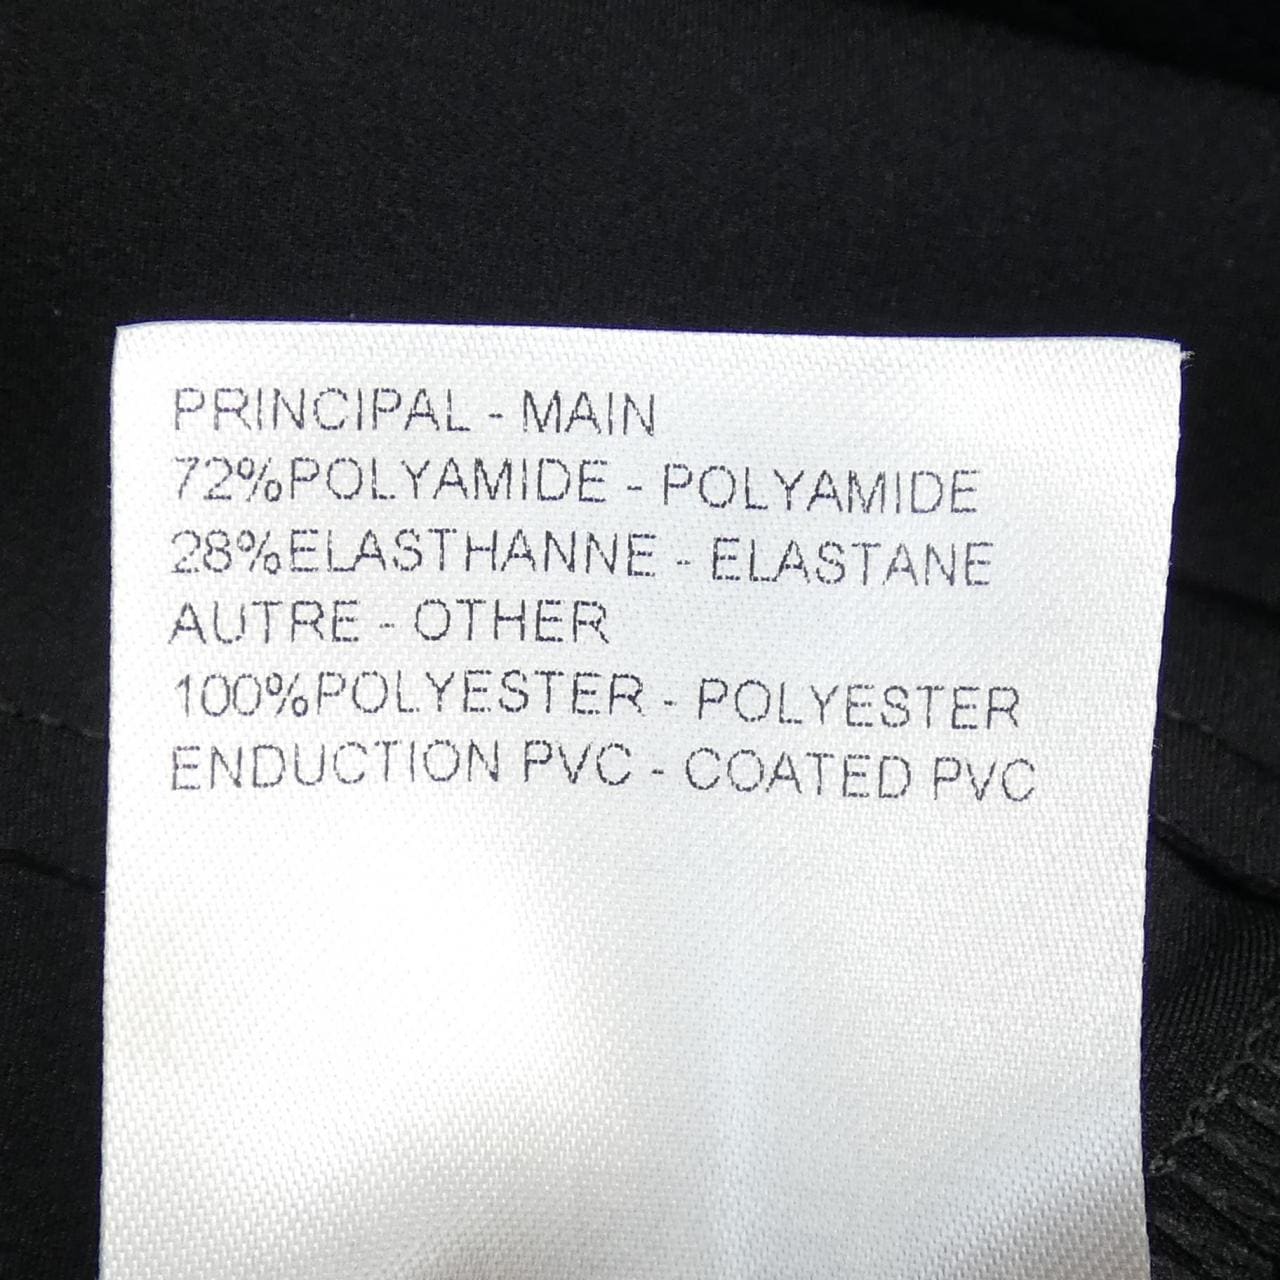 PRINCIPAL - MAIN
72%POLYAMIDE - POLYAMIDE
28%ELASTHANNE - ELASTANE
AUTRE - OTHER
100%POLYESTER - POLYESTER
ENDUCTION PVC - COATED PVC